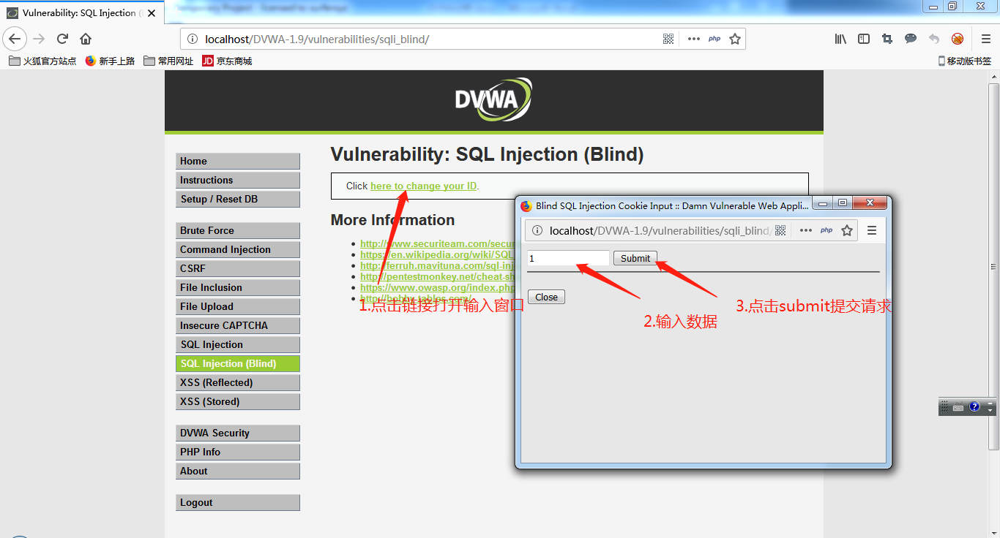 Vulnerability: SQL Injection (
localhost/DVWA-1.9/vulnerabilities/sqli_blind/
php
火狐官方站点
新手上路
常用网址
JD
京东商城
移动版书签
DVWA
Home
Instructions
Setup / Reset DB
Brute Force
Command Injection
CSRF
File Inclusion
File Upload
Insecure CAPTCHA
SQL Injection
SQL Injection (Blind)
XSS (Reflected)
XSS (Stored)
DVWA Security
PHP Info
About
Logout
Vulnerability: SQL Injection (Blind)
Click here to change your ID.
More Information
http://www.securiteam.com/secur
https://en.wikipedia.org/wiki/SQL
http://ferruh.mavituna.com/sql-inj
http://pentestmonkey.net/cheat-sh
https://www.owasp.org/index.php
http://bobby-tables.com/
1.点击链接打开输入窗口
Blind SQL Injection Cookie Input :: Damn Vulnerable Web Appli...
localhost/DVWA-1.9/vulnerabilities/sqli_blind/
php
1
Submit
Close
2.输入数据
3.点击submit提交请求